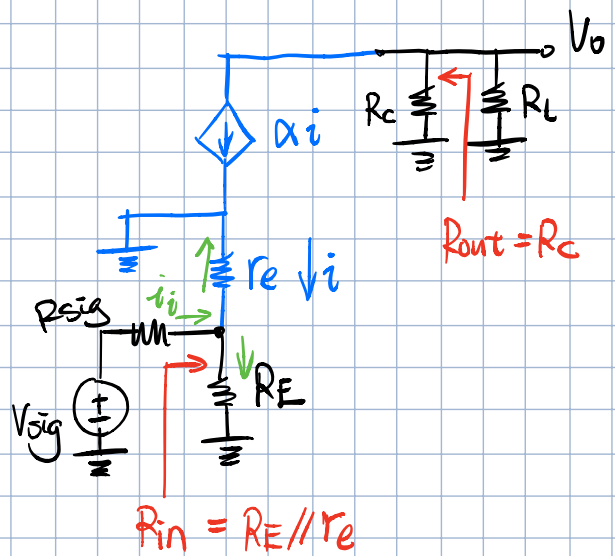 Vo
Rc
RL
αi
Rout = Rc
re ↓i
ii
Rsig
RE
Vsig
+
Rin = RE // re